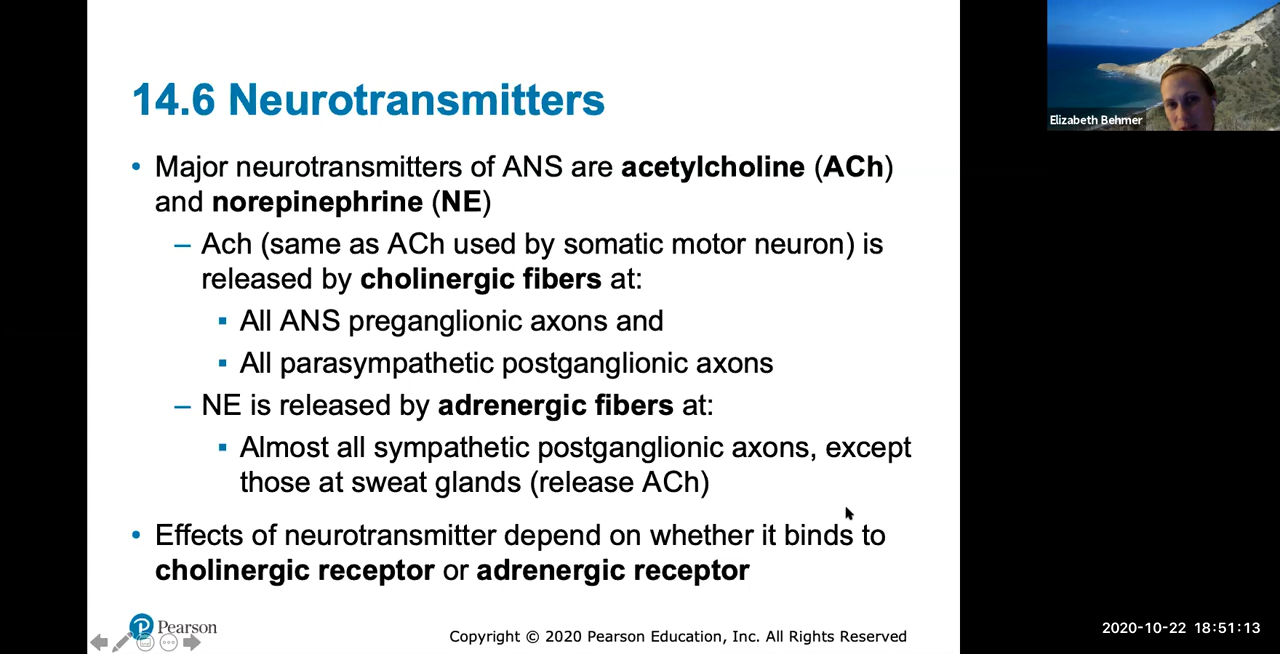 14.6 Neurotransmitters
• Major neurotransmitters of ANS are acetylcholine (ACh)
and norepinephrine (NE)
– Ach (same as ACh used by somatic motor neuron) is
released by cholinergic fibers at:
▪ All ANS preganglionic axons and
▪ All parasympathetic postganglionic axons
– NE is released by adrenergic fibers at:
▪ Almost all sympathetic postganglionic axons, except
those at sweat glands (release ACh)
• Effects of neurotransmitter depend on whether it binds to
cholinergic receptor or adrenergic receptor
P Pearson
Copyright © 2020 Pearson Education, Inc. All Rights Reserved
Elizabeth Behmer
2020-10-22 18:51:13